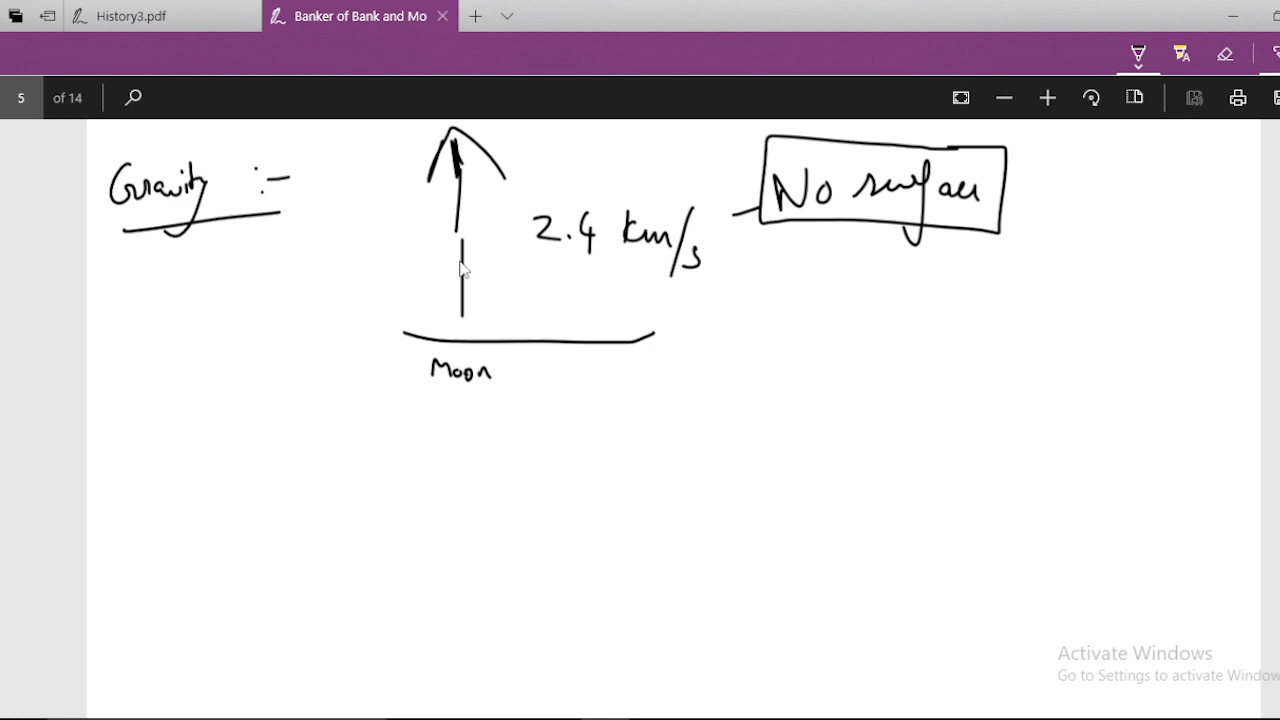 History3.pdf
Banker of Bank and Mo
5 of 14
Gravity :-
No surface
2.4 km/s
Moon
Activate Windows
Go to Settings to activate Window